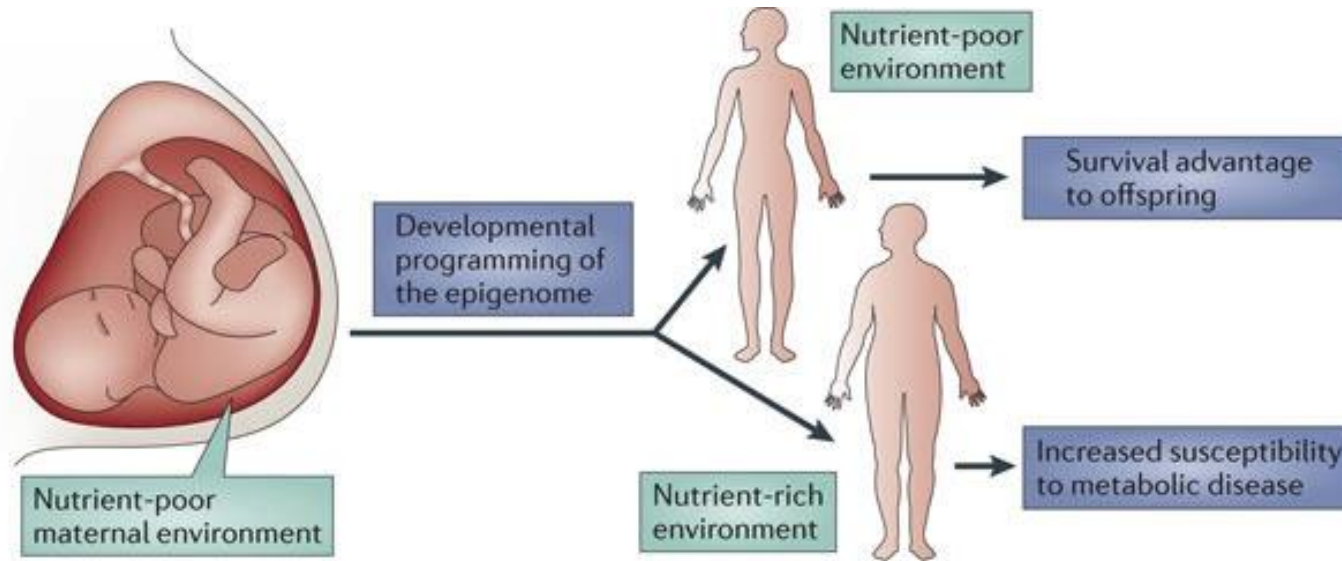 Nutrient-poor
maternal environment
Developmental
programming of
the epigenome
Nutrient-poor
environment
Survival advantage
to offspring
Nutrient-rich
environment
Increased susceptibility
to metabolic disease